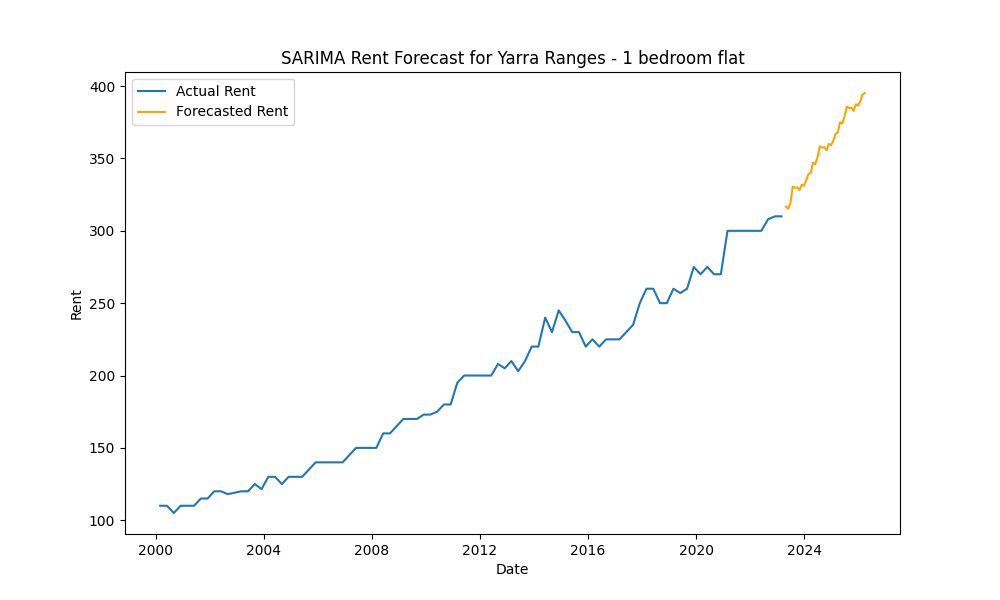 SARIMA Rent Forecast for Yarra Ranges - 1 bedroom flat
Actual Rent
Forecasted Rent
400
350
300
250
200
150
100
Rent
2000 2004 2008 2012 2016 2020 2024
Date